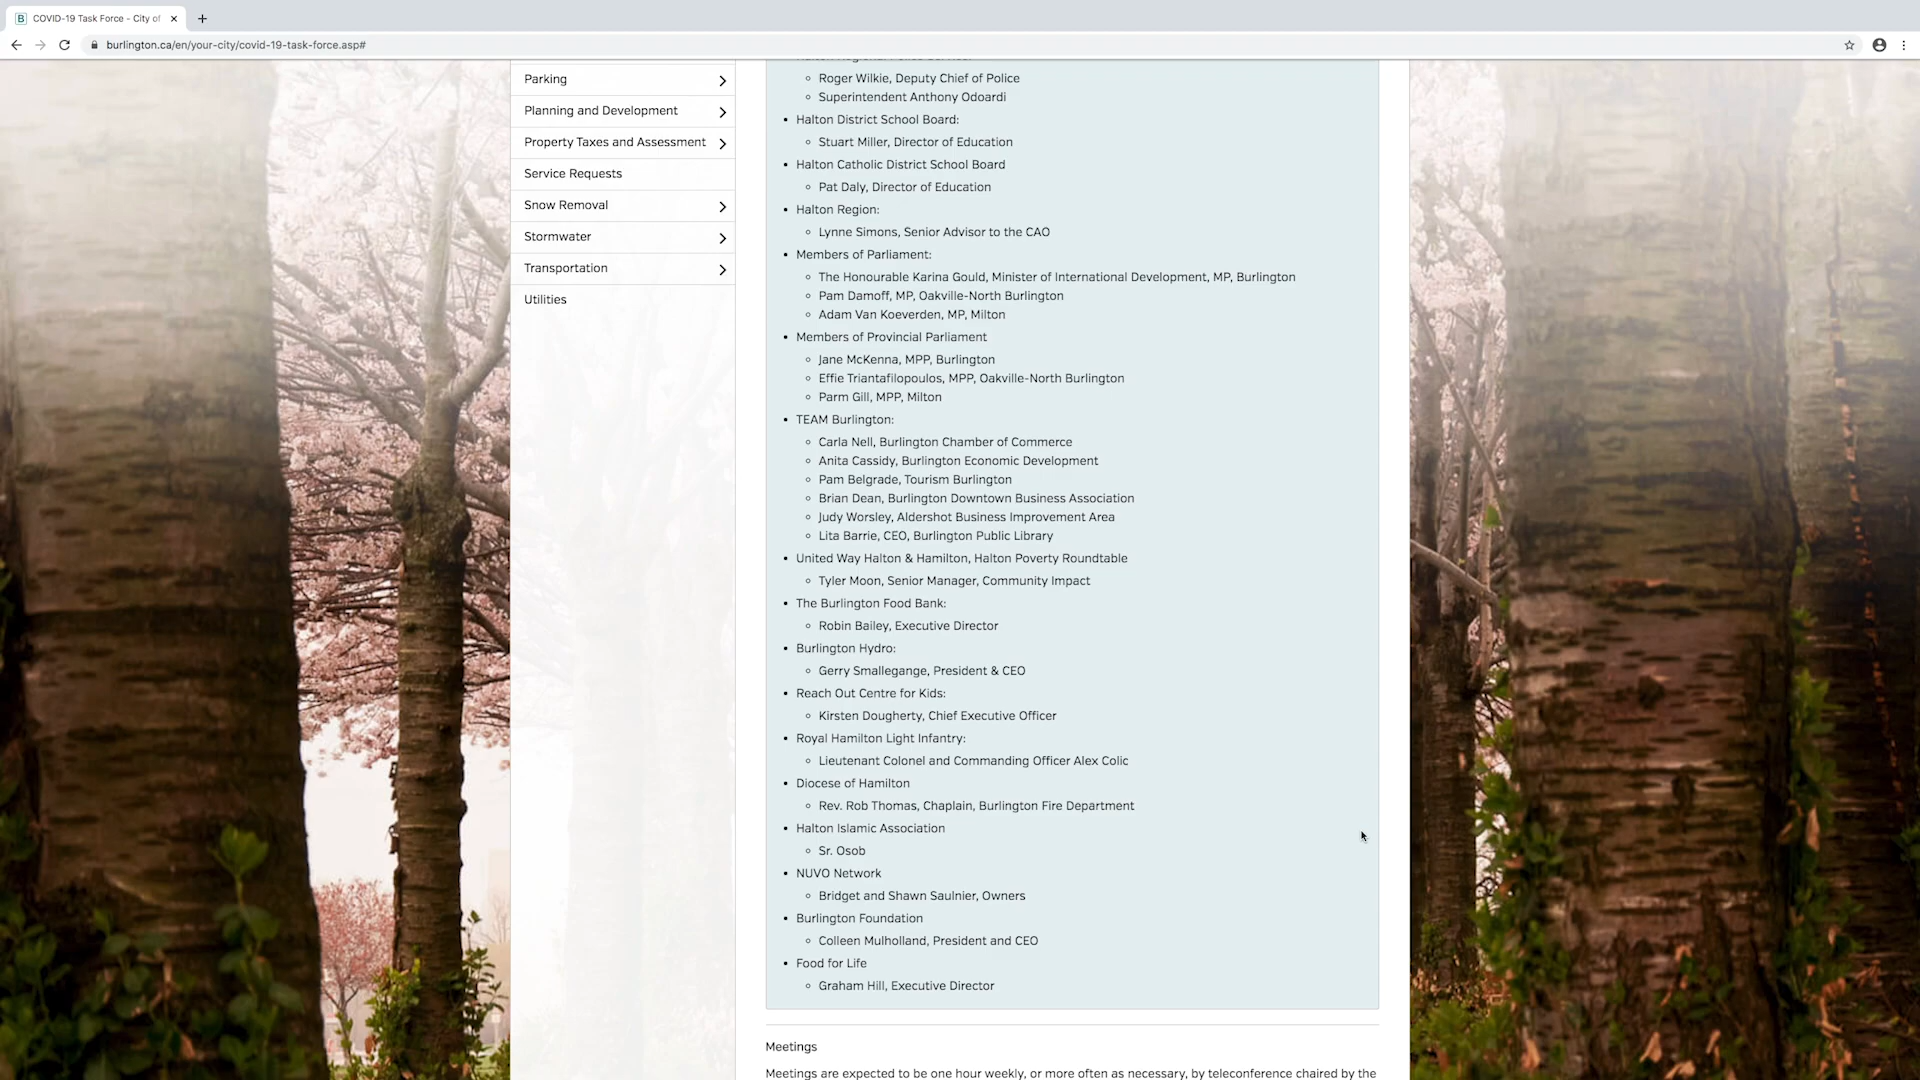 COVID-19 Task Force - City of
burlington.ca/en/your-city/covid-19-task-force.asp#
Parking
Planning and Development
Property Taxes and Assessment
Service Requests
Snow Removal
Stormwater
Transportation
Utilities
Roger Wilkie, Deputy Chief of Police
Superintendent Anthony Odoardi
Halton District School Board:
Stuart Miller, Director of Education
Halton Catholic District School Board
Pat Daly, Director of Education
Halton Region:
Lynne Simons, Senior Advisor to the CAO
Members of Parliament:
The Honourable Karina Gould, Minister of International Development, MP, Burlington
Pam Damoff, MP, Oakville-North Burlington
Adam Van Koeverden, MP, Milton
Members of Provincial Parliament
Jane McKenna, MPP, Burlington
Effie Triantafilopoulos, MPP, Oakville-North Burlington
Parm Gill, MPP, Milton
TEAM Burlington:
Carla Nell, Burlington Chamber of Commerce
Anita Cassidy, Burlington Economic Development
Pam Belgrade, Tourism Burlington
Brian Dean, Burlington Downtown Business Association
Judy Worsley, Aldershot Business Improvement Area
Lita Barrie, CEO, Burlington Public Library
United Way Halton & Hamilton, Halton Poverty Roundtable
Tyler Moon, Senior Manager, Community Impact
The Burlington Food Bank:
Robin Bailey, Executive Director
Burlington Hydro:
Gerry Smallegange, President & CEO
Reach Out Centre for Kids:
Kirsten Dougherty, Chief Executive Officer
Royal Hamilton Light Infantry:
Lieutenant Colonel and Commanding Officer Alex Colic
Diocese of Hamilton
Rev. Rob Thomas, Chaplain, Burlington Fire Department
Halton Islamic Association
Sr. Osob
NUVO Network
Bridget and Shawn Saulnier, Owners
Burlington Foundation
Colleen Mulholland, President and CEO
Food for Life
Graham Hill, Executive Director
Meetings
Meetings are expected to be one hour weekly, or more often as necessary, by teleconference chaired by the